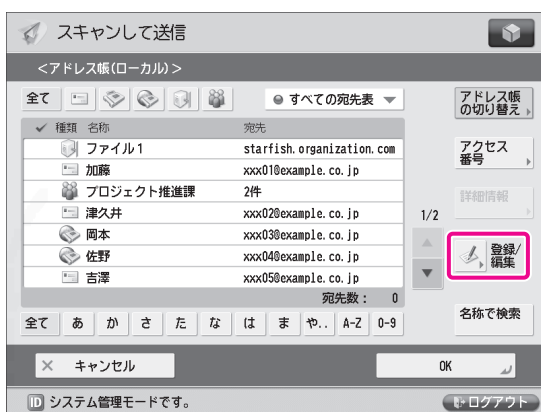 スキャンして送信
<アドレス帳(ローカル)>
全て
すべての宛先表
アドレス帳
の切り替え
種類 名称 宛先
ファイル1 starfish.organization.com
加藤 xxx01@example.co.jp
プロジェクト推進課 2件
津久井 xxx02@example.co.jp
岡本 xxx03@example.co.jp
佐野 xxx04@example.co.jp
吉澤 xxx05@example.co.jp
宛先数: 0
アクセス
番号
詳細情報
1/2
登録/
編集
名称で検索
全て あ か さ た な は ま や.. A-Z 0-9
キャンセル
OK
ID システム管理モードです。
ログアウト